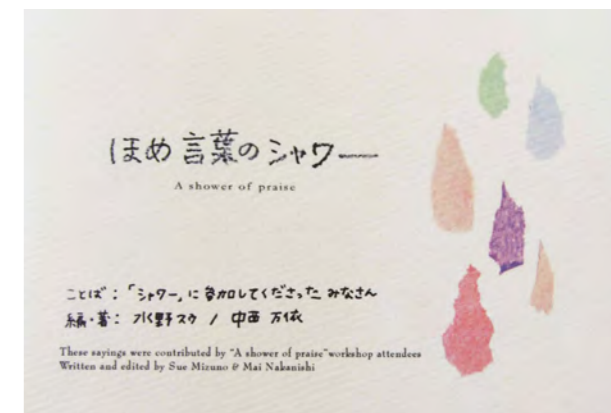 ほめ言葉のシャワー
A shower of praise
ことば：「シャワー」に参加してくださった みなさん
編・著： 水野スウ / 中西 万依
These sayings were contributed by "A shower of praise" workshop attendees
Written and edited by Sue Mizuno & Mai Nakanishi